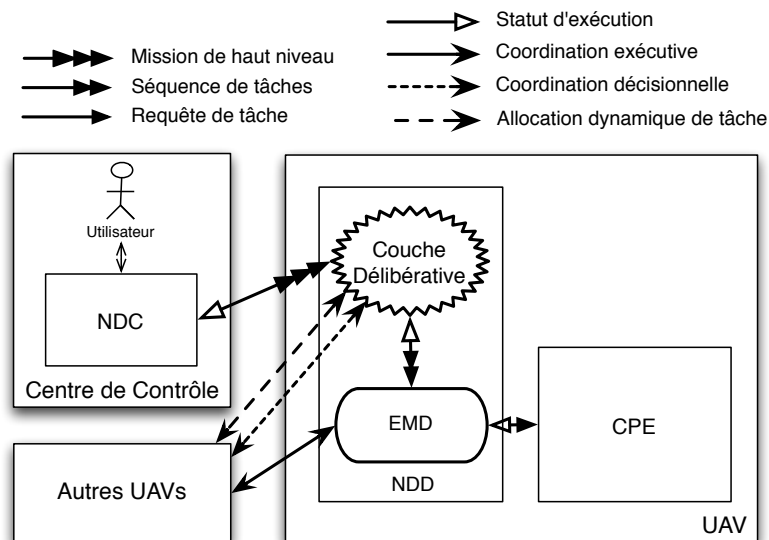 Mission de haut niveau
Séquence de tâches
Requête de tâche
Statut d'exécution
Coordination exécutive
Coordination décisionnelle
Allocation dynamique de tâche
Utilisateur
NDC
Centre de Contrôle
Autres UAVs
Couche
Délibérative
EMD
NDD
CPE
UAV